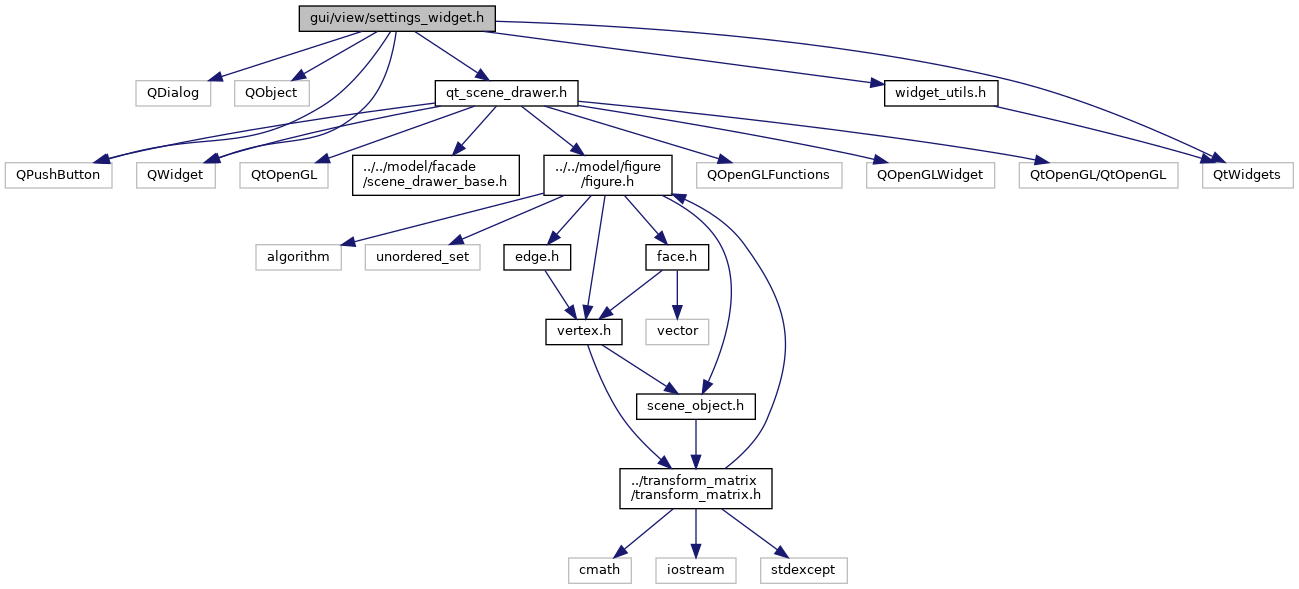 gui/view/settings_widget.h
QDialog
QObject
qt_scene_drawer.h
widget_utils.h
QPushButton
QWidget
QtOpenGL
../../model/facade
/scene_drawer_base.h
../../model/figure
/figure.h
QOpenGLFunctions
QOpenGLWidget
QtOpenGL/QtOpenGL
QtWidgets
algorithm
unordered_set
edge.h
face.h
vertex.h
vector
scene_object.h
../transform_matrix
/transform_matrix.h
cmath
iostream
stdexcept